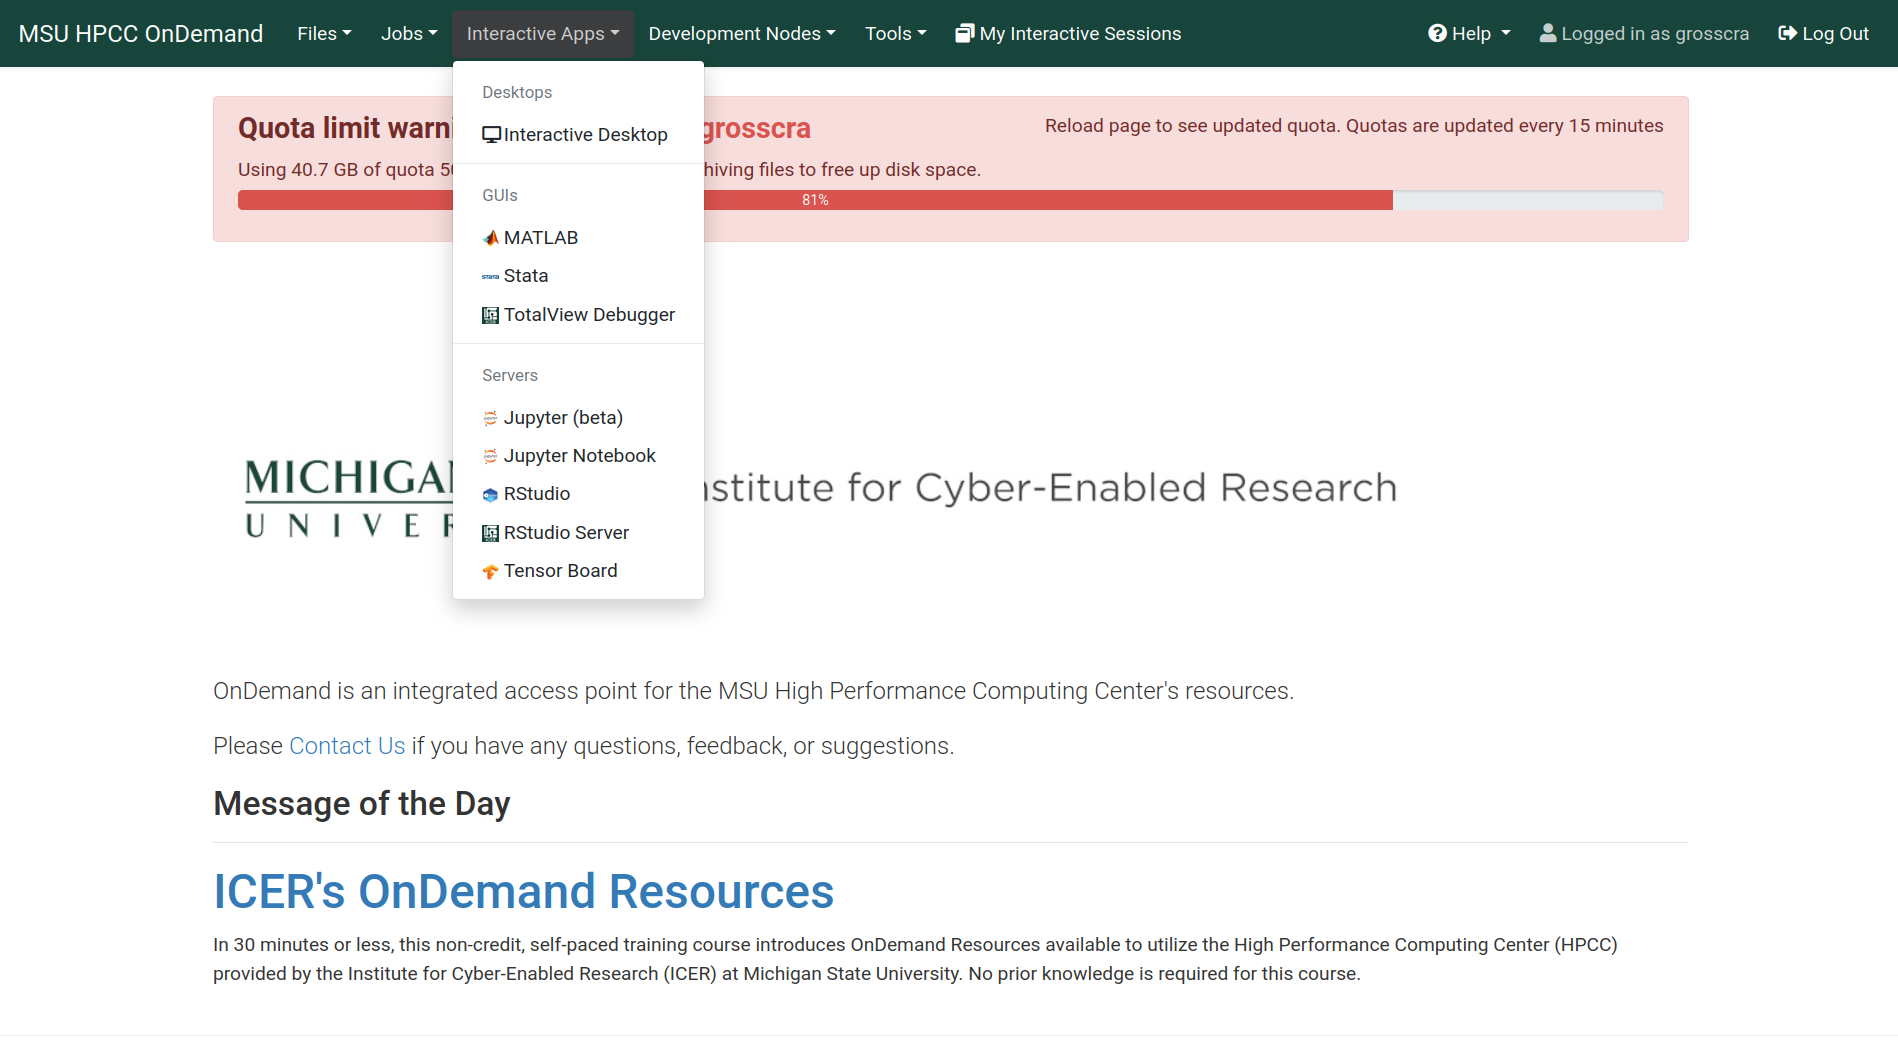 MSU HPCC OnDemand Files Jobs Interactive Apps Development Nodes Tools My Interactive Sessions Help Logged in as grosscra Log Out
Desktops
Interactive Desktop
GUIs
MATLAB
Stata
TotalView Debugger
Servers
Jupyter (beta)
Jupyter Notebook
RStudio
RStudio Server
Tensor Board
Quota limit warni grosscra Reload page to see updated quota. Quotas are updated every 15 minutes
Using 40.7 GB of quota 50 hiving files to free up disk space.
81%
MICHIGAN
UNIVER
stitute for Cyber-Enabled Research
OnDemand is an integrated access point for the MSU High Performance Computing Center's resources.
Please Contact Us if you have any questions, feedback, or suggestions.
Message of the Day
ICER's OnDemand Resources
In 30 minutes or less, this non-credit, self-paced training course introduces OnDemand Resources available to utilize the High Performance Computing Center (HPCC)
provided by the Institute for Cyber-Enabled Research (ICER) at Michigan State University. No prior knowledge is required for this course.